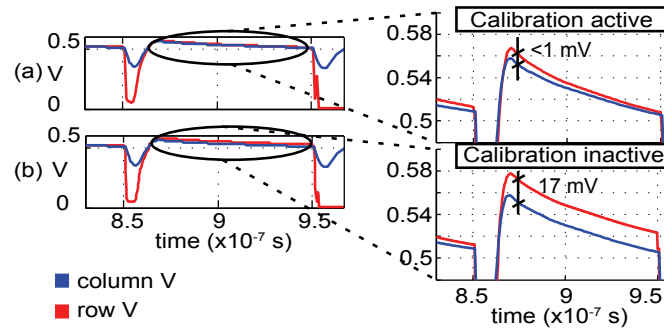 0.5
(a) V
0
0.5
(b) V
0
8.5 9 9.5
time (x10⁻⁷ s)
column V
row V
Calibration active
0.58
<1 mV
0.54
0.5
Calibration inactive
0.58
17 mV
0.54
0.5
8.5 9 9.5
time (x10⁻⁷ s)